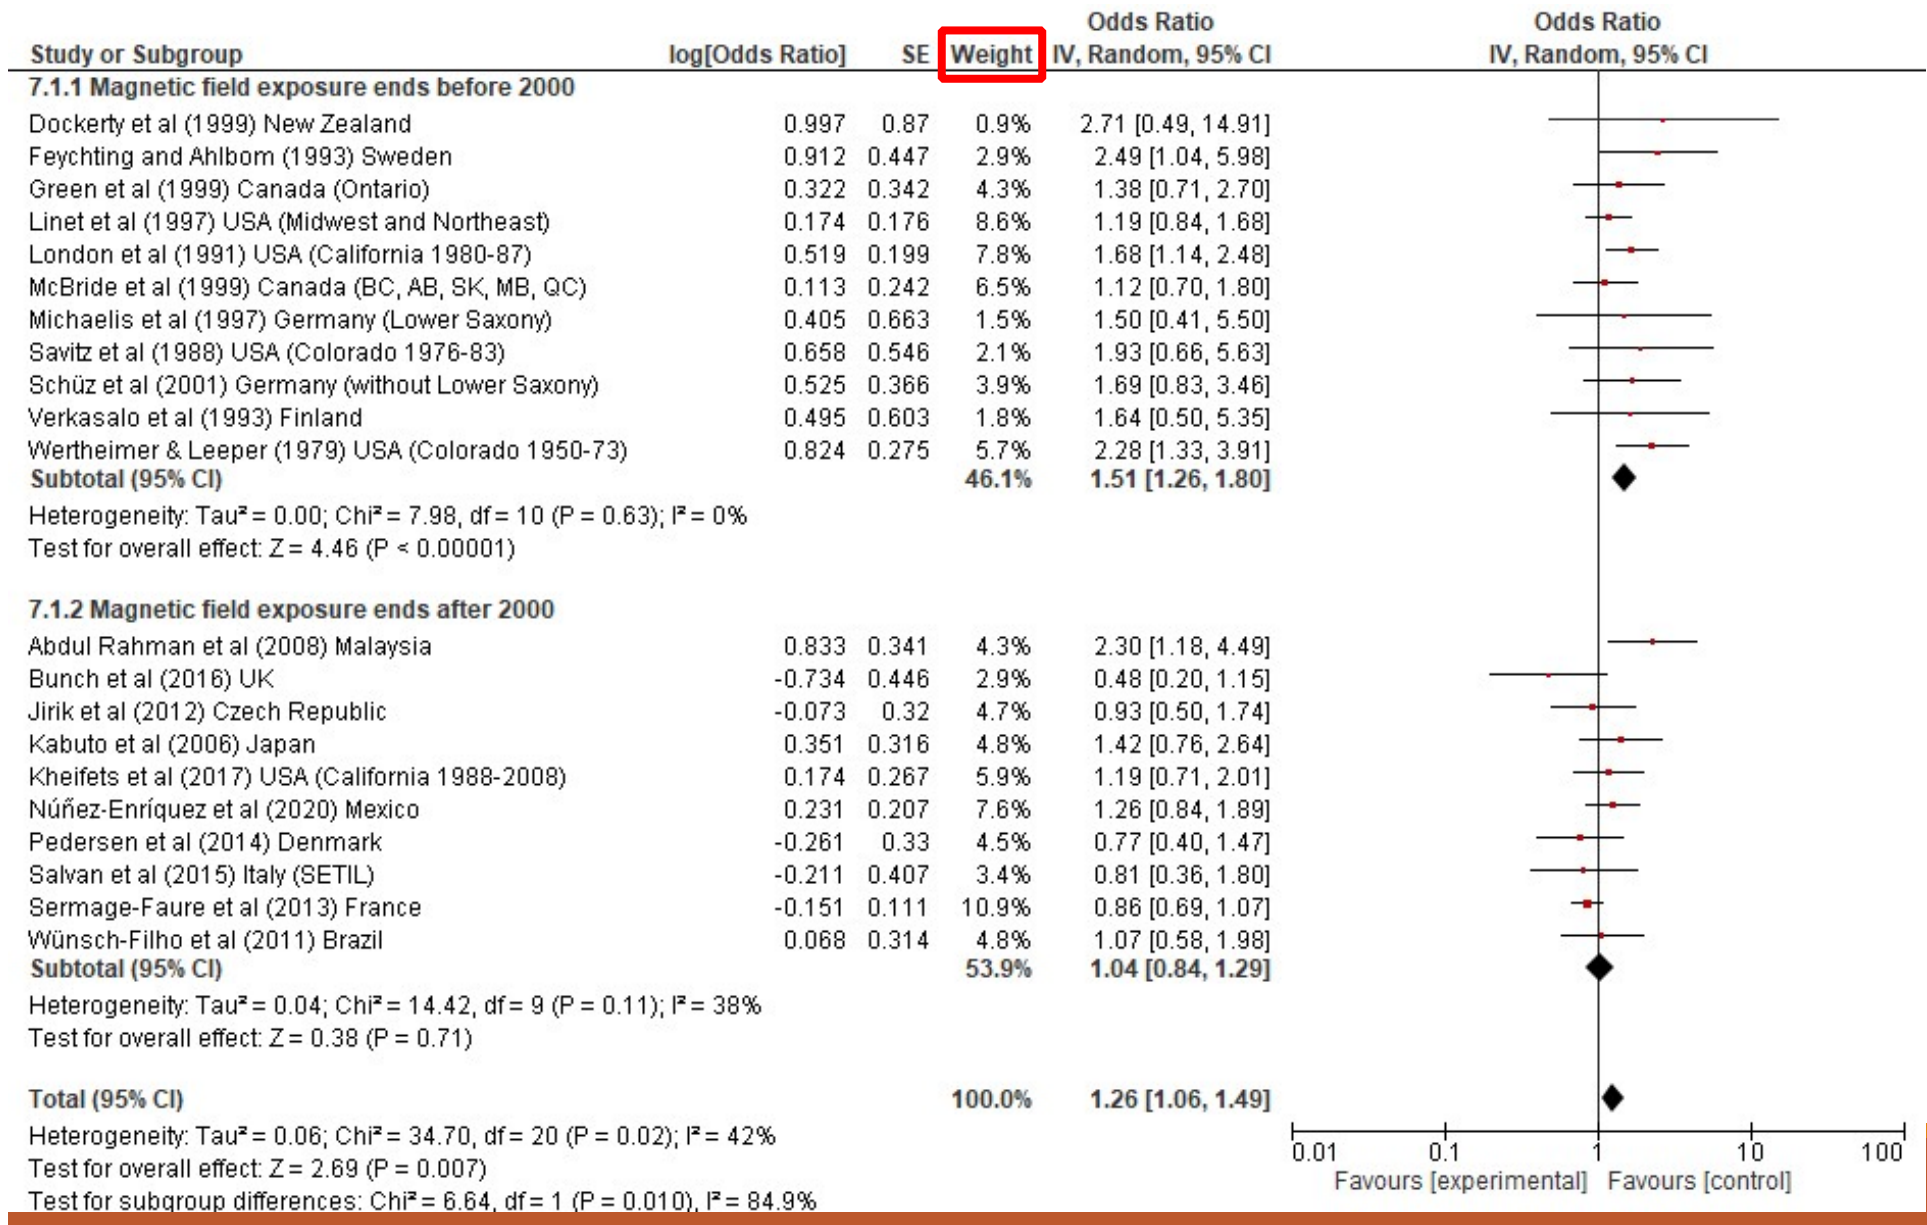 Odds Ratio Odds Ratio
Study or Subgroup log[Odds Ratio] SE Weight IV, Random, 95% CI IV, Random, 95% CI
7.1.1 Magnetic field exposure ends before 2000
Dockerty et al (1999) New Zealand 0.997 0.87 0.9% 2.71 [0.49, 14.91]
Feychting and Ahlbom (1993) Sweden 0.912 0.447 2.9% 2.49 [1.04, 5.98]
Green et al (1999) Canada (Ontario) 0.322 0.342 4.3% 1.38 [0.71, 2.70]
Linet et al (1997) USA (Midwest and Northeast) 0.174 0.176 8.6% 1.19 [0.84, 1.68]
London et al (1991) USA (California 1980-87) 0.519 0.199 7.8% 1.68 [1.14, 2.48]
McBride et al (1999) Canada (BC, AB, SK, MB, QC) 0.113 0.242 6.5% 1.12 [0.70, 1.80]
Michaelis et al (1997) Germany (Lower Saxony) 0.405 0.663 1.5% 1.50 [0.41, 5.50]
Savitz et al (1988) USA (Colorado 1976-83) 0.658 0.546 2.1% 1.93 [0.66, 5.63]
Schüz et al (2001) Germany (without Lower Saxony) 0.525 0.366 3.9% 1.69 [0.83, 3.46]
Verkasalo et al (1993) Finland 0.495 0.603 1.8% 1.64 [0.50, 5.35]
Wertheimer & Leeper (1979) USA (Colorado 1950-73) 0.824 0.275 5.7% 2.28 [1.33, 3.91]
Subtotal (95% CI) 46.1% 1.51 [1.26, 1.80]
Heterogeneity: Tau² = 0.00; Chi² = 7.98, df = 10 (P = 0.63); I² = 0%
Test for overall effect: Z = 4.46 (P < 0.00001)
7.1.2 Magnetic field exposure ends after 2000
Abdul Rahman et al (2008) Malaysia 0.833 0.341 4.3% 2.30 [1.18, 4.49]
Bunch et al (2016) UK -0.734 0.446 2.9% 0.48 [0.20, 1.15]
Jirik et al (2012) Czech Republic -0.073 0.32 4.7% 0.93 [0.50, 1.74]
Kabuto et al (2006) Japan 0.351 0.316 4.8% 1.42 [0.76, 2.64]
Kheifets et al (2017) USA (California 1988-2008) 0.174 0.267 5.9% 1.19 [0.71, 2.01]
Núñez-Enríquez et al (2020) Mexico 0.231 0.207 7.6% 1.26 [0.84, 1.89]
Pedersen et al (2014) Denmark -0.261 0.33 4.5% 0.77 [0.40, 1.47]
Salvan et al (2015) Italy (SETIL) -0.211 0.407 3.4% 0.81 [0.36, 1.80]
Sermage-Faure et al (2013) France -0.151 0.111 10.9% 0.86 [0.69, 1.07]
Wünsch-Filho et al (2011) Brazil 0.068 0.314 4.8% 1.07 [0.58, 1.98]
Subtotal (95% CI) 53.9% 1.04 [0.84, 1.29]
Heterogeneity: Tau² = 0.04; Chi² = 14.42, df = 9 (P = 0.11); I² = 38%
Test for overall effect: Z = 0.38 (P = 0.71)
Total (95% CI) 100.0% 1.26 [1.06, 1.49]
Heterogeneity: Tau² = 0.06; Chi² = 34.70, df = 20 (P = 0.02); I² = 42%
Test for overall effect: Z = 2.69 (P = 0.007)
Test for subgroup differences: Chi² = 6.64, df = 1 (P = 0.010), I² = 84.9%
0.01 0.1 1 10 100
Favours [experimental] Favours [control]